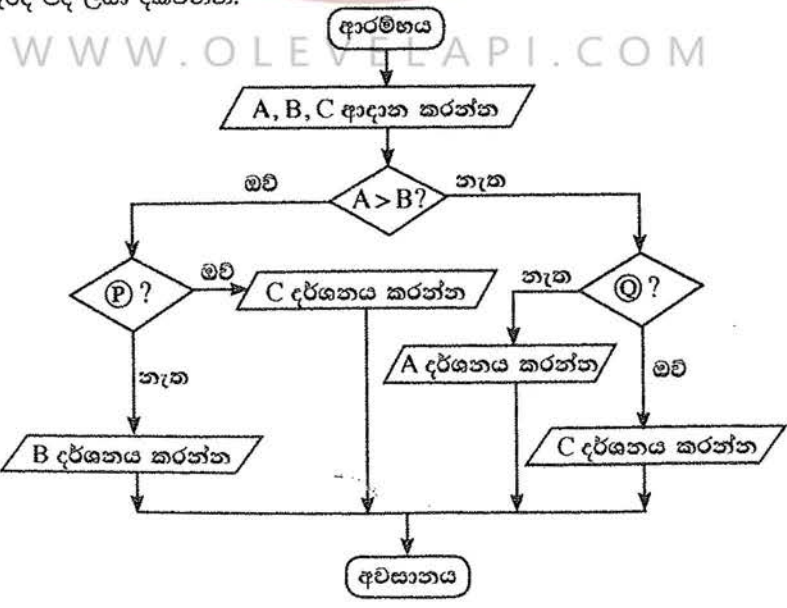 ආරම්භය
WWW.OLEVELAPI.COM
A, B, C ආදාන කරන්න
ඔව්
A > B?
නැත
P ?
ඔව්
C දර්ශනය කරන්න
නැත
Q ?
A දර්ශනය කරන්න
නැත
ඔව්
B දර්ශනය කරන්න
C දර්ශනය කරන්න
අවසානය